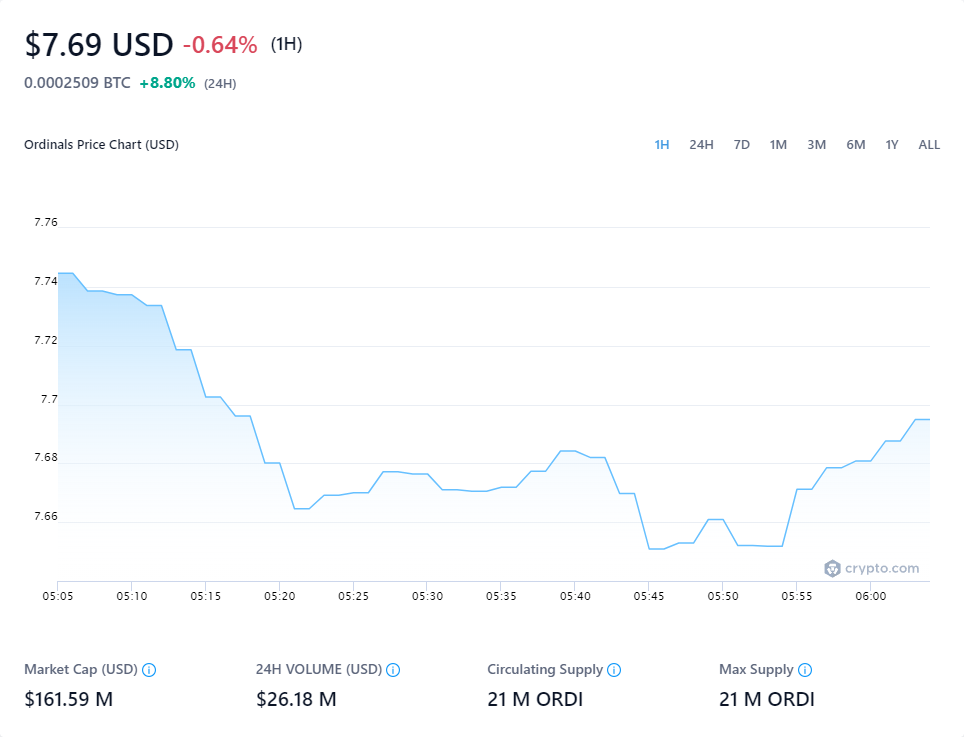 $7.69 USD -0.64% (1H)
0.0002509 BTC +8.80% (24H)
Ordinals Price Chart (USD)
1H 24H 7D 1M 3M 6M 1Y ALL
7.76
7.74
7.72
7.7
7.68
7.66
crypto.com
05:05 05:10 05:15 05:20 05:25 05:30 05:35 05:40 05:45 05:50 05:55 06:00
Market Cap (USD) 24H VOLUME (USD) Circulating Supply Max Supply
$161.59 M $26.18 M 21 M ORDI 21 M ORDI